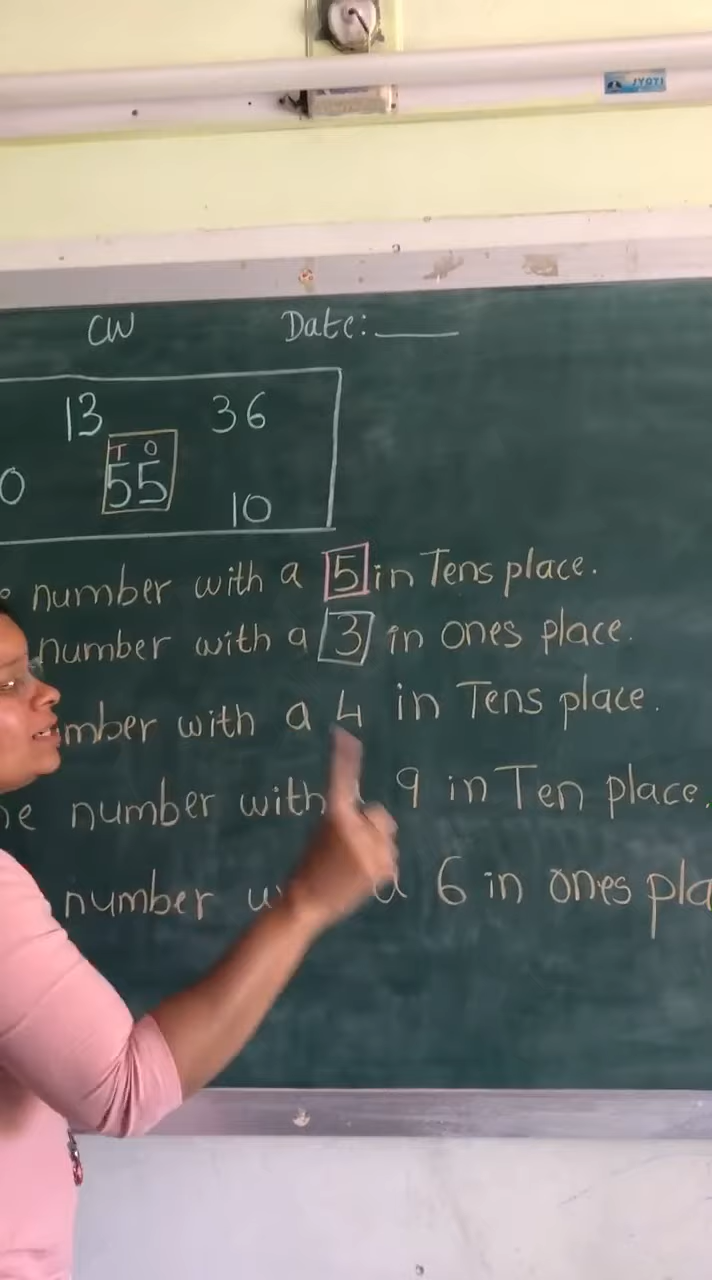 JYOTI
CW Date:
13 36
T O
0 55 10
number with a 5 in Tens place.
number with a 3 in ones place.
mber with a 4 in Tens place.
number with 9 in Ten place.
number a 6 in ones pla